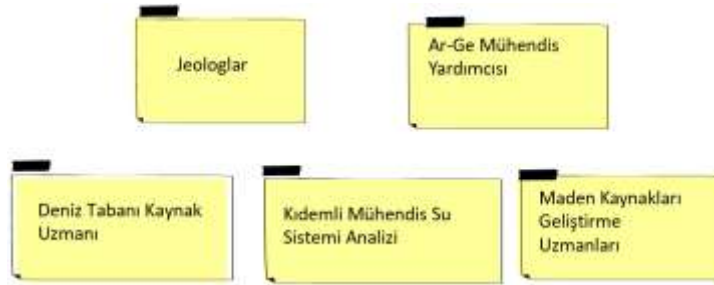 Jeologlar
Ar-Ge Mühendis
Yardımcısı
Deniz Tabanı Kaynak
Uzmanı
Kıdemli Mühendis Su
Sistemi Analizi
Maden Kaynakları
Geliştirme
Uzmanları